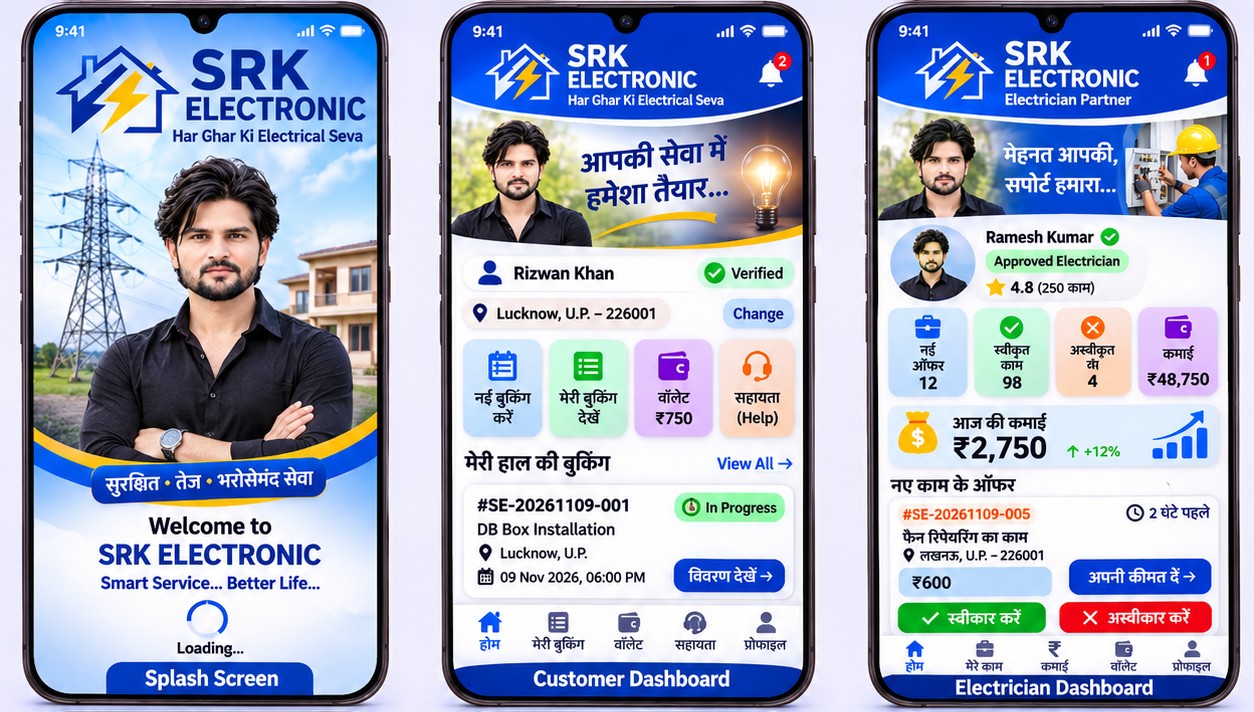 9:41
SRK
ELECTRONIC
Har Ghar Ki Electrical Seva
सुरक्षित • तेज • भरोसेमंद सेवा
Welcome to
SRK ELECTRONIC
Smart Service... Better Life...
Loading...
Splash Screen
9:41
SRK
ELECTRONIC
Har Ghar Ki Electrical Seva
2
आपकी सेवा में
हमेशा तैयार...
Rizwan Khan
Verified
Lucknow, U.P. – 226001
Change
नई बुकिंग
करें
मेरी बुकिंग
देखें
वॉलेट
₹750
सहायता
(Help)
मेरी हाल की बुकिंग
View All →
#SE-20261109-001
In Progress
DB Box Installation
Lucknow, U.P.
09 Nov 2026, 06:00 PM
विवरण देखें →
होम
मेरी बुकिंग
वॉलेट
सहायता
प्रोफाइल
Customer Dashboard
9:41
SRK
ELECTRONIC
Electrician Partner
1
मेहनत आपकी,
सपोर्ट हमारा...
Ramesh Kumar
Approved Electrician
4.8 (250 काम)
नई
ऑफर
12
स्वीकृत
काम
98
अस्वीकृत
4
कमाई
₹48,750
$
आज की कमाई
₹2,750
↑ +12%
नए काम के ऑफर
#SE-20261109-005
2 घंटे पहले
फैन रिपेयरिंग का काम
लखनऊ, U.P. – 226001
₹600
अपनी कीमत दें →
स्वीकार करें
अस्वीकार करें
होम
मेरे काम
₹
कमाई
वॉलेट
प्रोफाइल
Electrician Dashboard